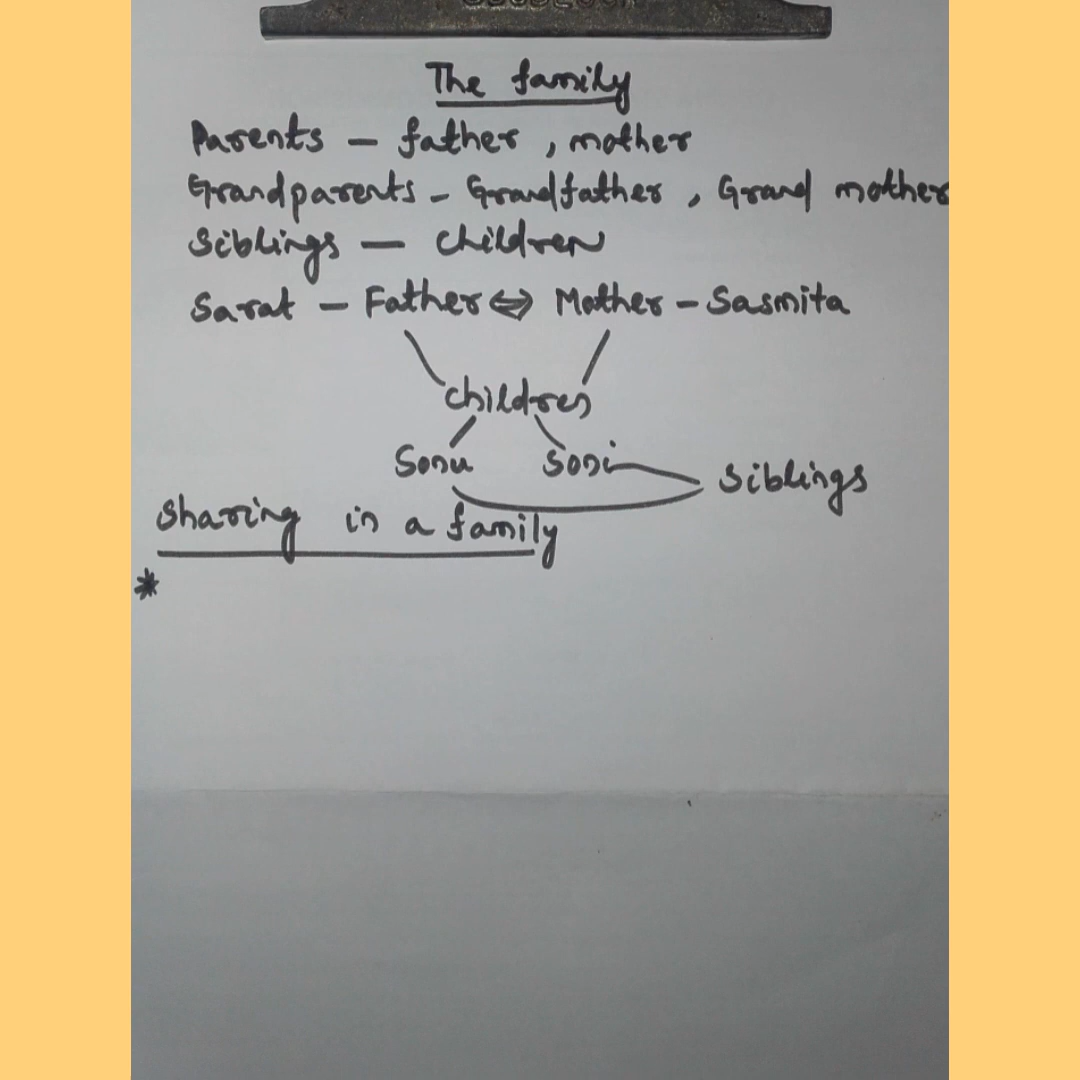 The family
Parents - father, mother
Grandparents - Grandfather, Grand mother
Siblings - children
Sarat - Father ⇔ Mother - Sasmita
children
Sonu Soni Siblings
Sharing in a family
*